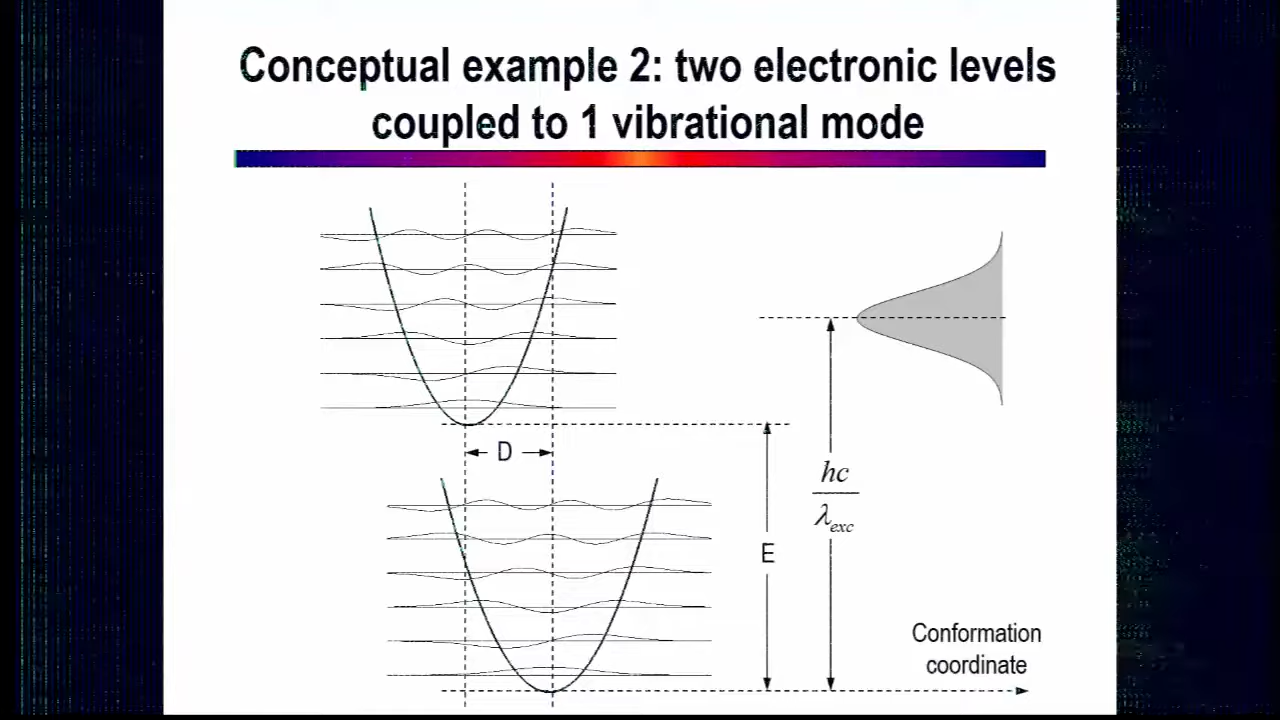 Conceptual example 2: two electronic levels
coupled to 1 vibrational mode
D
hc
λexc
E
Conformation
coordinate